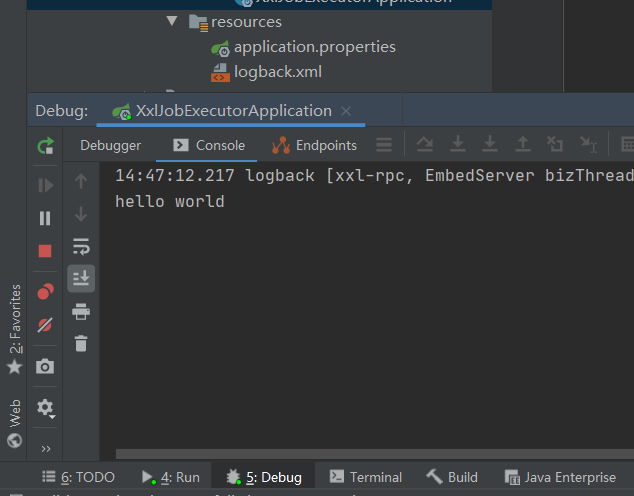 XxlJobExecutorApplication
resources
application.properties
logback.xml
Debug: XxlJobExecutorApplication
Debugger Console Endpoints
14:47:12.217 logback [xxl-rpc, EmbedServer bizThread
hello world
2: Favorites
Web
6: TODO 4: Run 5: Debug Terminal Build Java Enterprise